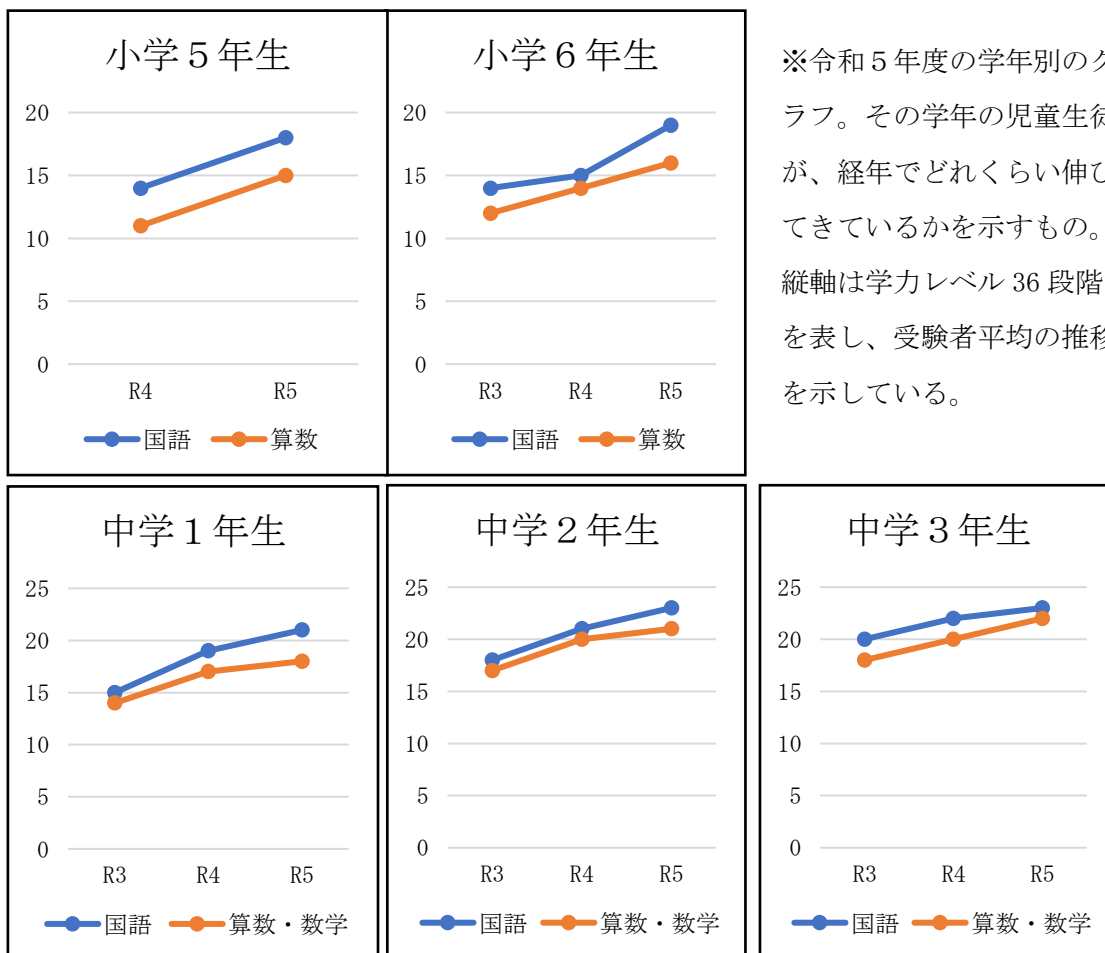 小学５年生
20
15
10
5
0
R4 R5
国語 算数
小学６年生
20
15
10
5
0
R3 R4 R5
国語 算数
※令和５年度の学年別のグ
ラフ。その学年の児童生徒
が、経年でどれくらい伸び
てきているかを示すもの。
縦軸は学力レベル 36 段階
を表し、受験者平均の推移
を示している。
中学１年生
25
20
15
10
5
0
R3 R4 R5
国語 算数・数学
中学２年生
25
20
15
10
5
0
R3 R4 R5
国語 算数・数学
中学３年生
25
20
15
10
5
0
R3 R4 R5
国語 算数・数学